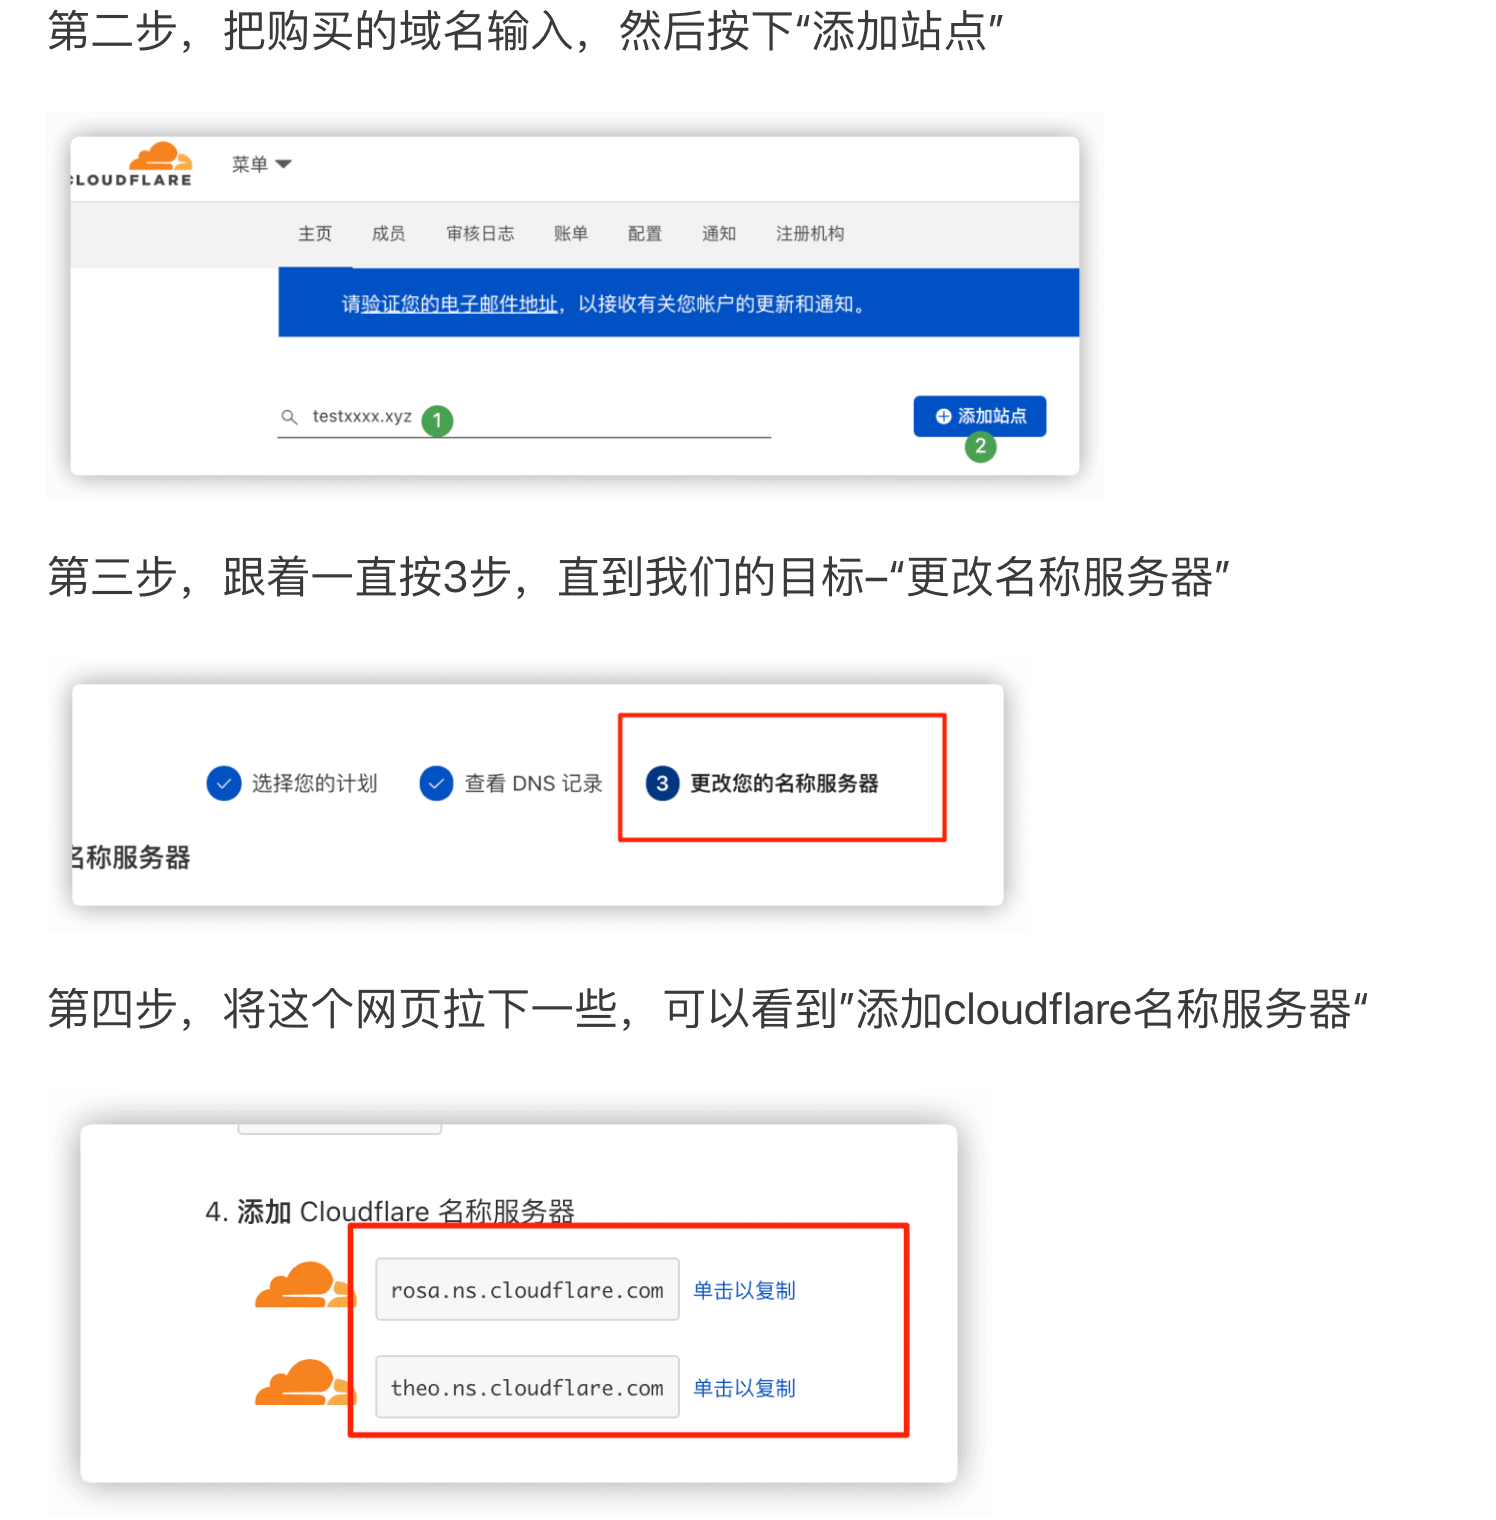 第二步，把购买的域名输入，然后按下“添加站点”
CLOUDFLARE
菜单
主页 成员 审核日志 账单 配置 通知 注册机构
请验证您的电子邮件地址，以接收有关您帐户的更新和通知。
testxxxx.xyz 1
添加站点
2
第三步，跟着一直按3步，直到我们的目标–“更改名称服务器”
选择您的计划 查看 DNS 记录 3 更改您的名称服务器
名称服务器
第四步，将这个网页拉下一些，可以看到”添加cloudflare名称服务器“
4. 添加 Cloudflare 名称服务器
rosa.ns.cloudflare.com 单击以复制
theo.ns.cloudflare.com 单击以复制